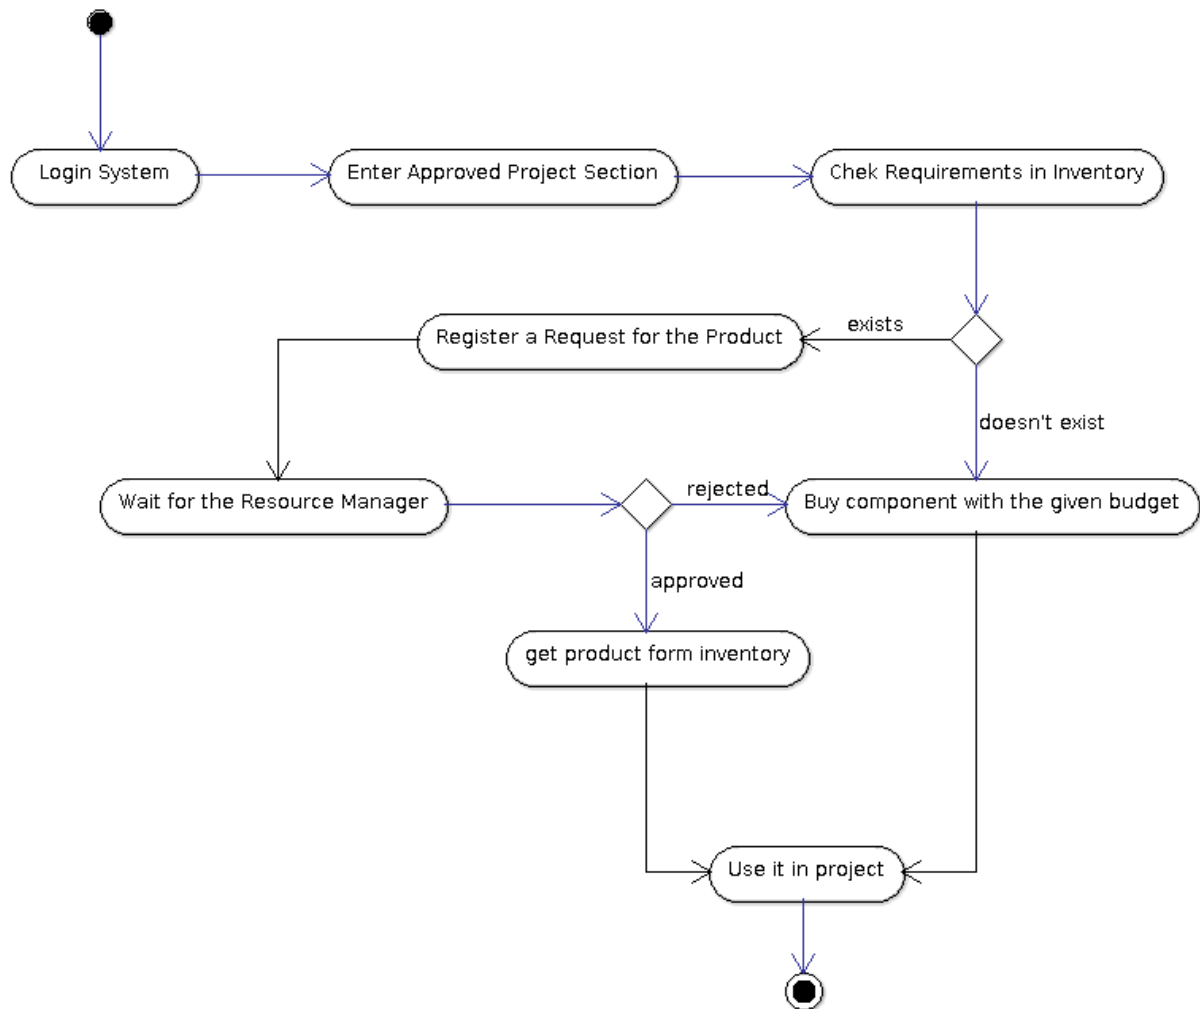 Login System
Enter Approved Project Section
Chek Requirements in Inventory
exists
Register a Request for the Product
doesn't exist
Wait for the Resource Manager
rejected
Buy component with the given budget
approved
get product form inventory
Use it in project